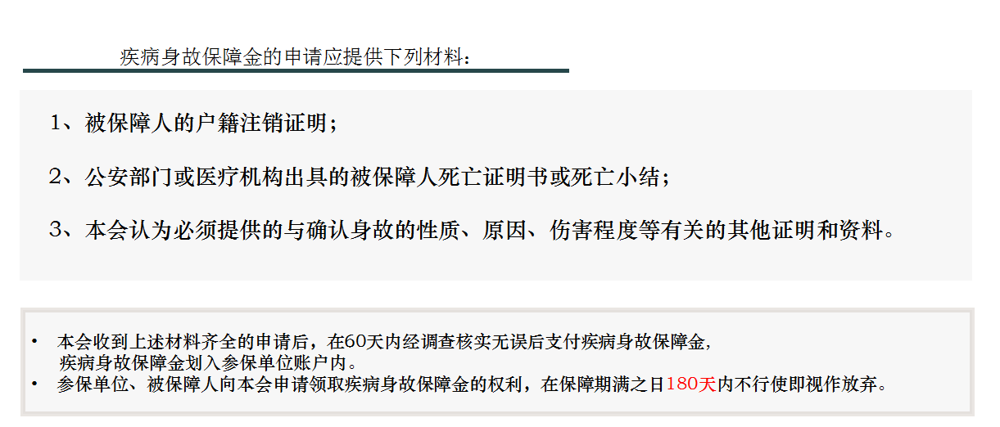 疾病身故保障金的申请应提供下列材料：
1、被保障人的户籍注销证明；
2、公安部门或医疗机构出具的被保障人死亡证明书或死亡小结；
3、本会认为必须提供的与确认身故的性质、原因、伤害程度等有关的其他证明和资料。
• 本会收到上述材料齐全的申请后，在60天内经调查核实无误后支付疾病身故保障金,
疾病身故保障金划入参保单位账户内。
• 参保单位、被保障人向本会申请领取疾病身故保障金的权利，在保障期满之日180天内不行使即视作放弃。